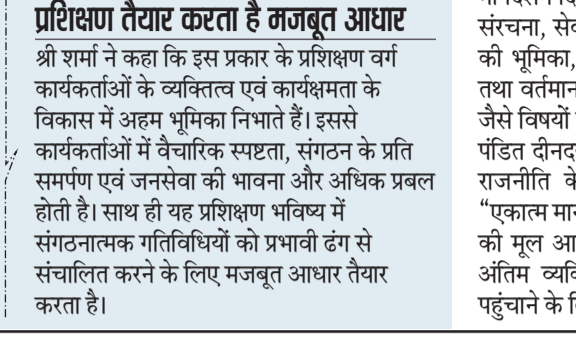 प्रशिक्षण तैयार करता है मजबूत आधार
श्री शर्मा ने कहा कि इस प्रकार के प्रशिक्षण वर्ग
कार्यकर्ताओं के व्यक्तित्व एवं कार्यक्षमता के
विकास में अहम भूमिका निभाते हैं। इससे
कार्यकर्ताओं में वैचारिक स्पष्टता, संगठन के प्रति
समर्पण एवं जनसेवा की भावना और अधिक प्रबल
होती है। साथ ही यह प्रशिक्षण भविष्य में
संगठनात्मक गतिविधियों को प्रभावी ढंग से
संचालित करने के लिए मजबूत आधार तैयार
करता है।
संरचना,
की भूमिका,
तथा वर्तमान
जैसे विषयों
पंडित
राजनीति
“एकात्म
की मूल
अंतिम
पहुंचाने के